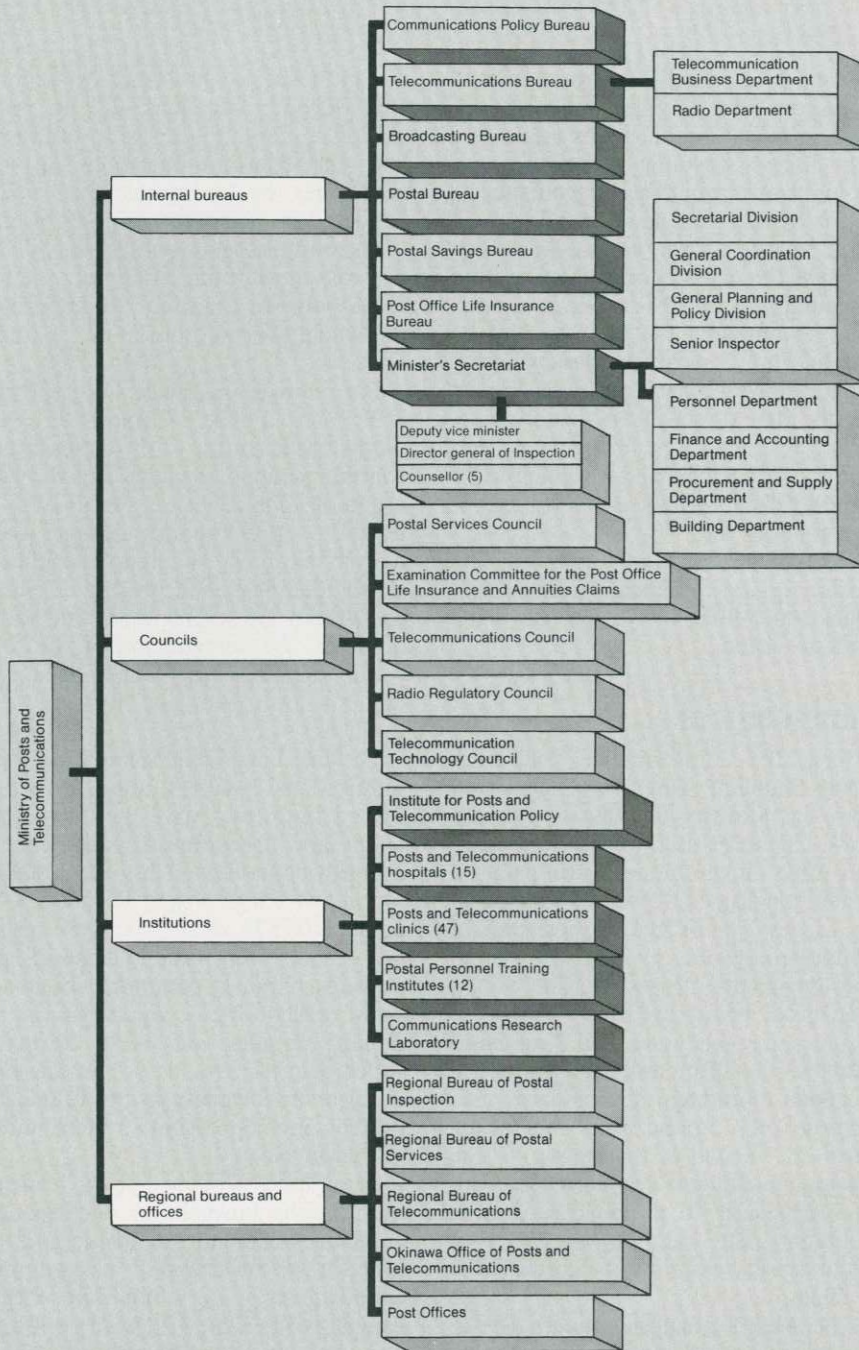 Ministry of Posts and
Telecommunications
Internal bureaus
Communications Policy Bureau
Telecommunications Bureau
Telecommunication
Business Department
Radio Department
Broadcasting Bureau
Postal Bureau
Postal Savings Bureau
Post Office Life Insurance
Bureau
Minister's Secretariat
Secretarial Division
General Coordination
Division
General Planning and
Policy Division
Senior Inspector
Personnel Department
Finance and Accounting
Department
Procurement and Supply
Department
Building Department
Deputy vice minister
Director general of Inspection
Counsellor (5)
Councils
Postal Services Council
Examination Committee for the Post Office
Life Insurance and Annuities Claims
Telecommunications Council
Radio Regulatory Council
Telecommunication
Technology Council
Institutions
Institute for Posts and
Telecommunication Policy
Posts and Telecommunications
hospitals (15)
Posts and Telecommunications
clinics (47)
Postal Personnel Training
Institutes (12)
Communications Research
Laboratory
Regional bureaus and
offices
Regional Bureau of Postal
Inspection
Regional Bureau of Postal
Services
Regional Bureau of
Telecommunications
Okinawa Office of Posts and
Telecommunications
Post Offices